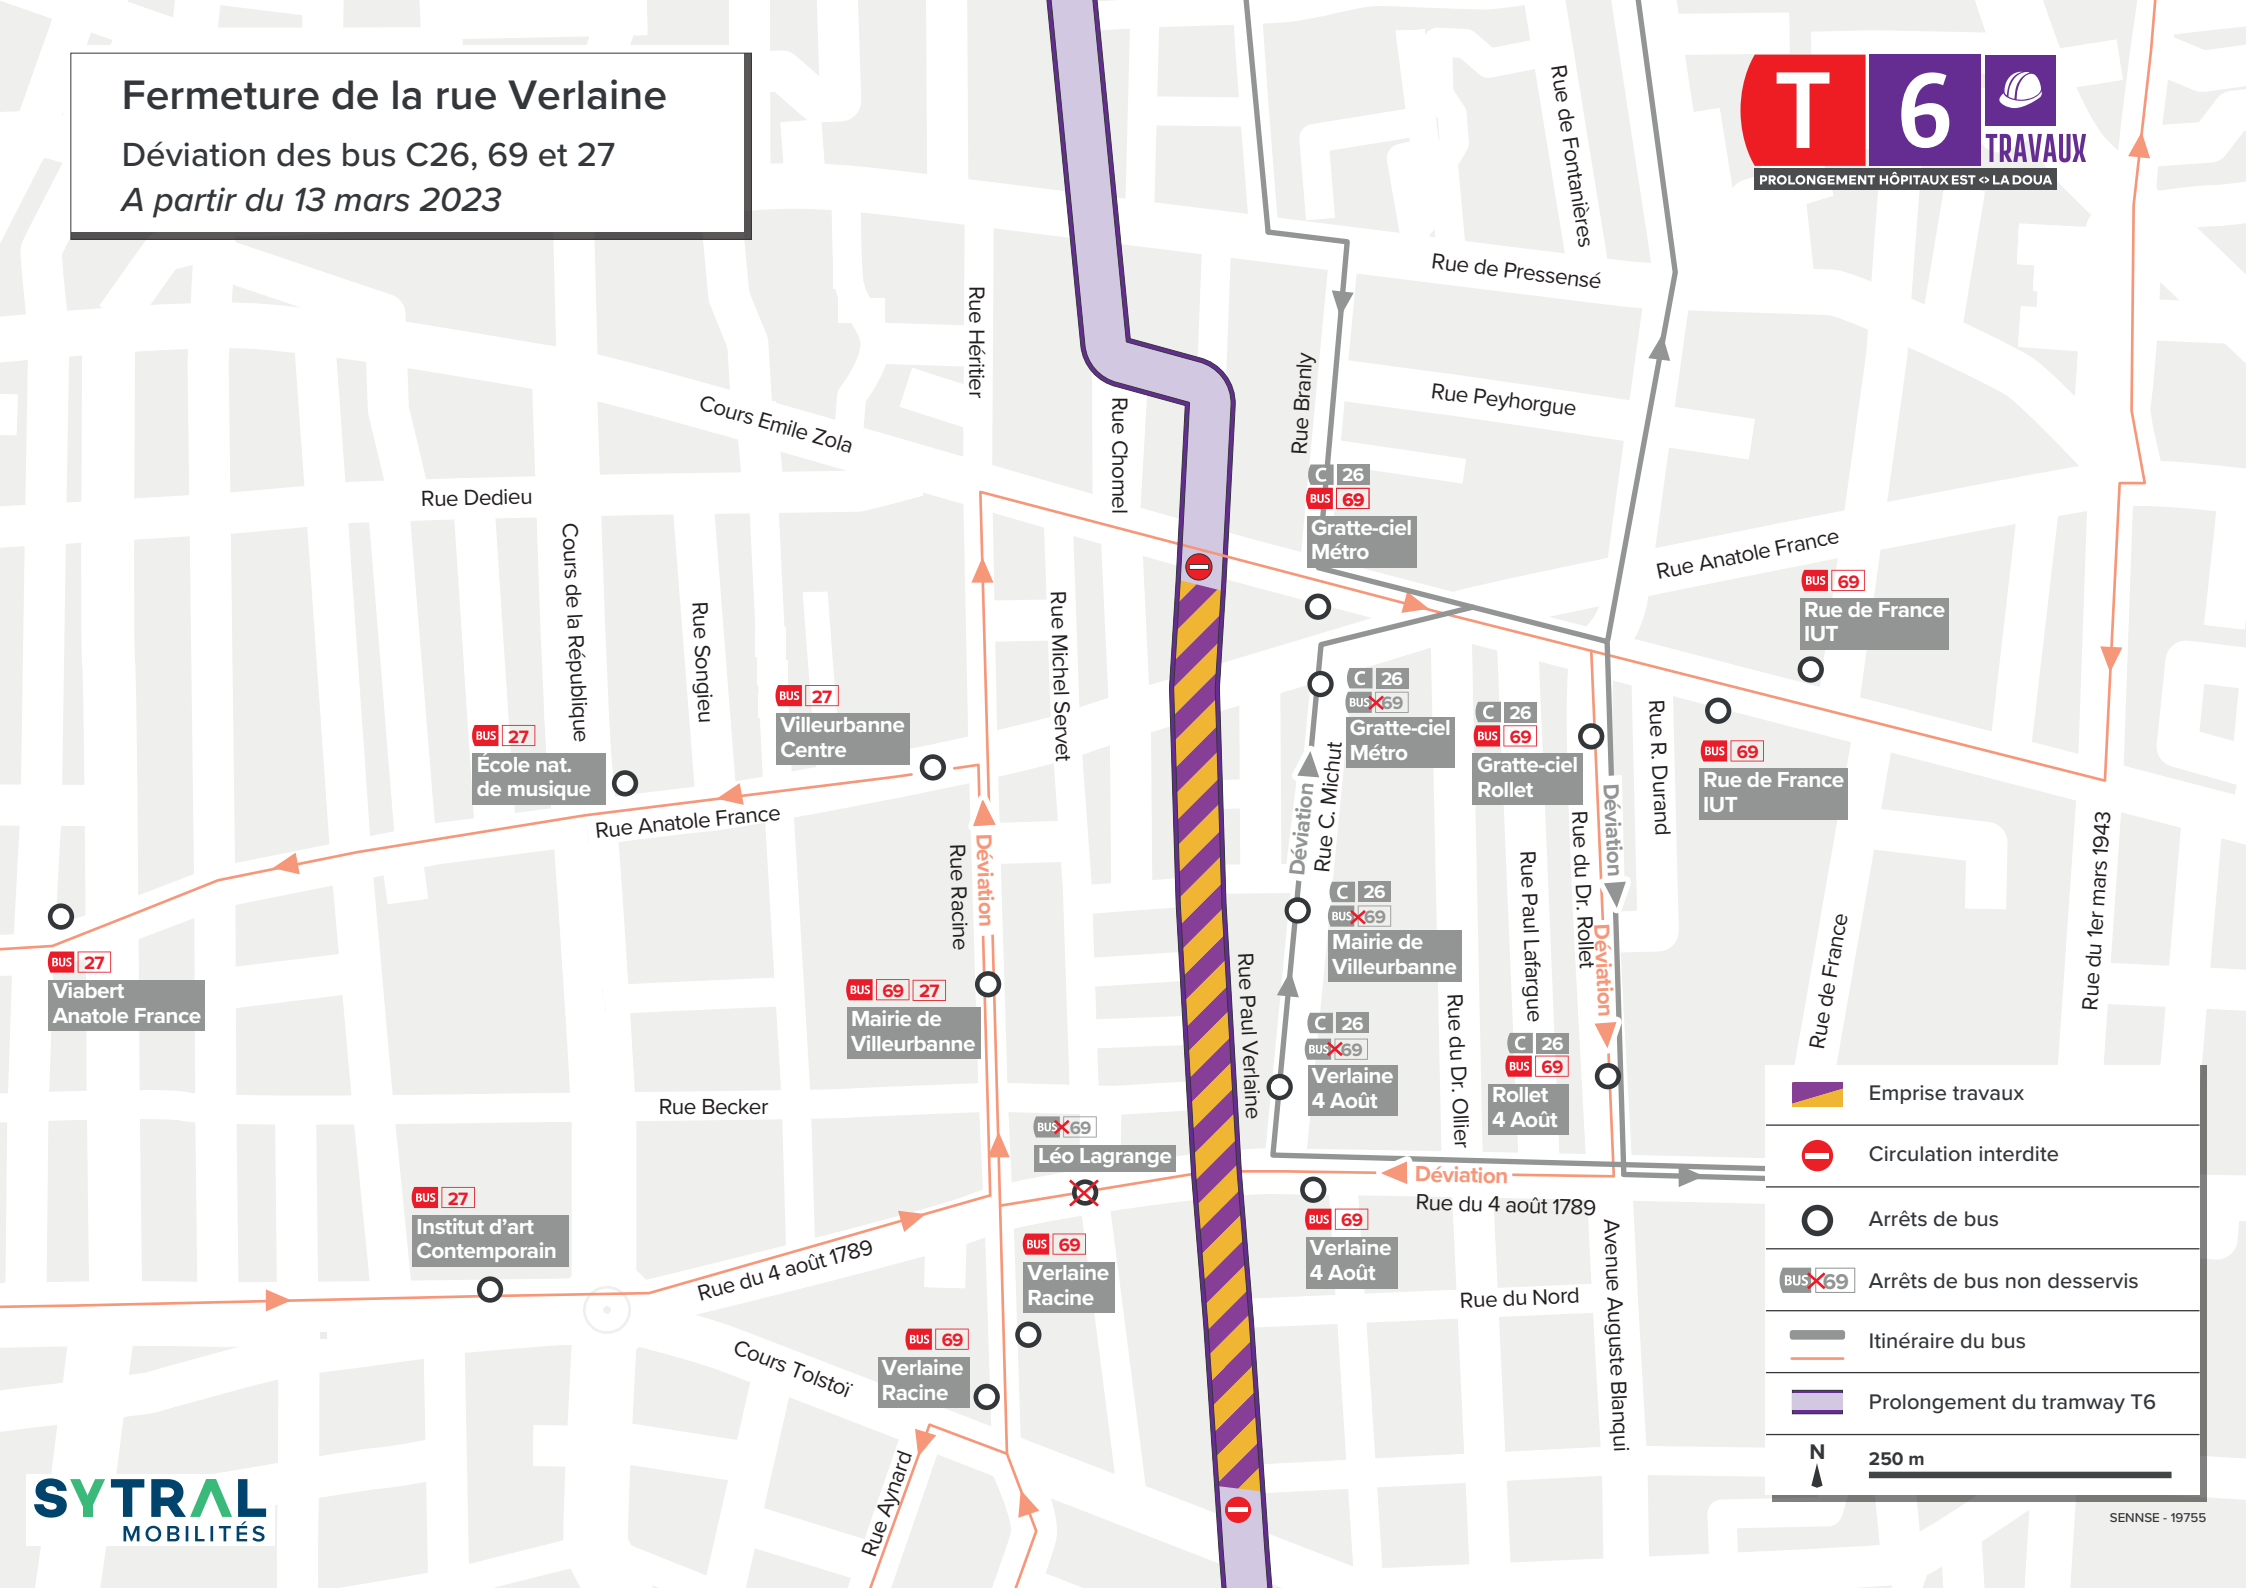 Fermeture de la rue Verlaine
Déviation des bus C26, 69 et 27
A partir du 13 mars 2023
T 6
TRAVAUX
PROLONGEMENT HÔPITAUX EST <> LA DOUA
Rue de Fontanières
Rue de Pressensé
Rue Héritier
Rue Branly
Rue Peyhorgue
Cours Emile Zola
Rue Chomel
C 26
BUS 69
Gratte-ciel
Métro
Rue Dedieu
Cours de la République
Rue Anatole France
BUS 69
Rue de France
IUT
Rue Songieu
Rue Michel Servet
BUS 27
Villeurbanne
Centre
C 26
BUS 69
Gratte-ciel
Métro
C 26
BUS 69
Gratte-ciel
Rollet
Rue R. Durand
BUS 69
Rue de France
IUT
BUS 27
École nat.
de musique
Rue Anatole France
Déviation
Rue Racine
Déviation
Rue C. Michut
Déviation
Rue du Dr. Rollet
Rue Paul Lafargue
Déviation
Rue du 1er mars 1943
Rue de France
C 26
BUS 69
Mairie de
Villeurbanne
BUS 27
Viabert
Anatole France
BUS 69 27
Mairie de
Villeurbanne
Rue Paul Verlaine
Rue du Dr. Ollier
C 26
BUS 69
Verlaine
4 Août
C 26
BUS 69
Rollet
4 Août
Rue Becker
BUS 69
Léo Lagrange
Déviation
Rue du 4 août 1789
BUS 27
Institut d'art
Contemporain
Rue du 4 août 1789
BUS 69
Verlaine
Racine
BUS 69
Verlaine
4 Août
Rue du Nord
Avenue Auguste Blanqui
Cours Tolstoï
BUS 69
Verlaine
Racine
Rue Aynard
Emprise travaux
Circulation interdite
Arrêts de bus
BUS 69 Arrêts de bus non desservis
Itinéraire du bus
Prolongement du tramway T6
N
250 m
SENNSE - 19755
SYTRAL
MOBILITÉS